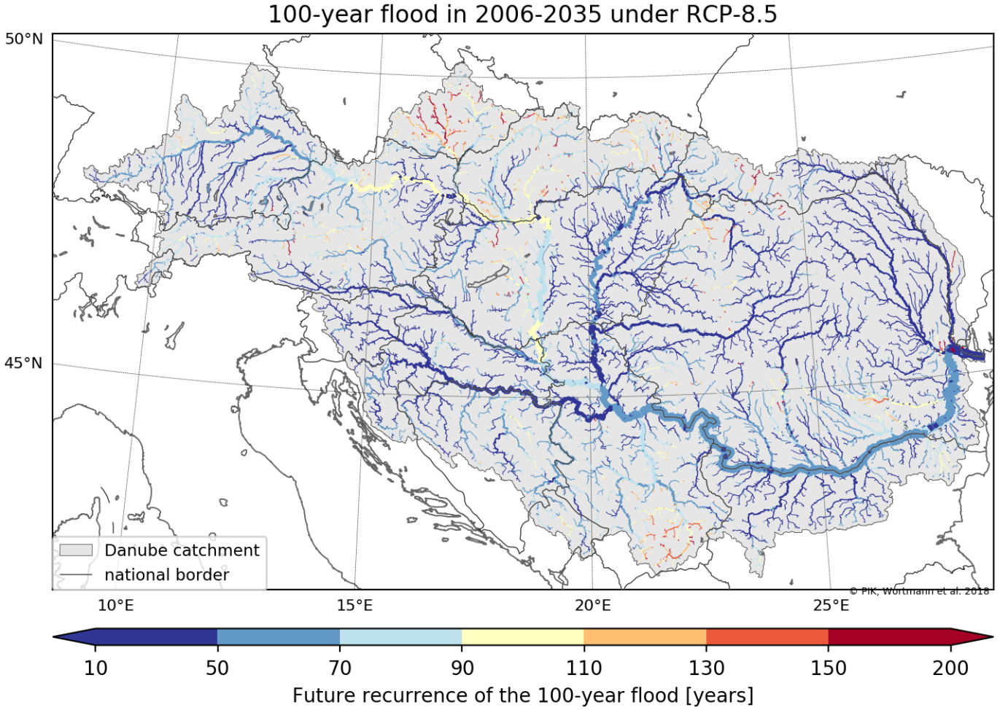 100-year flood in 2006-2035 under RCP-8.5
50°N
45°N
Danube catchment
national border
© PIK, Wortmann et al. 2018
10°E 15°E 20°E 25°E
10 50 70 90 110 130 150 200
Future recurrence of the 100-year flood [years]